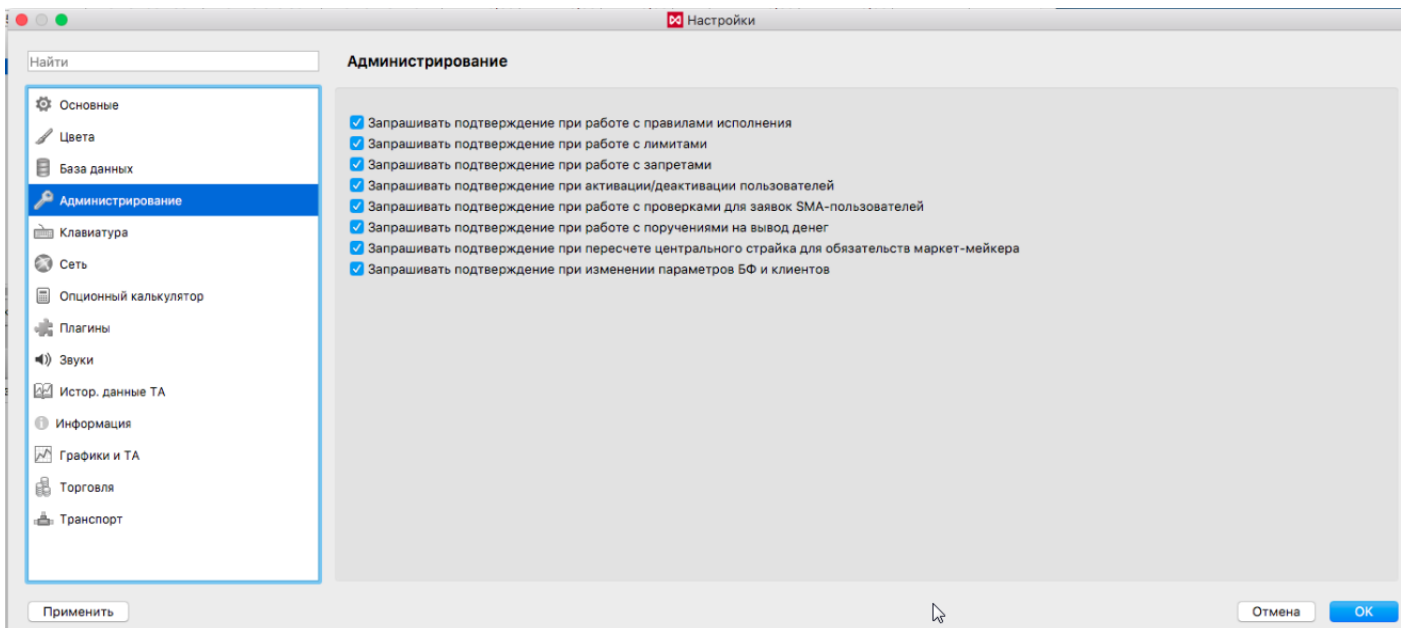 Настройки
Найти
Администрирование
Основные
Цвета
База данных
Администрирование
Клавиатура
Сеть
Опционный калькулятор
Плагины
Звуки
Истор. данные ТА
Информация
Графики и ТА
Торговля
Транспорт
Запрашивать подтверждение при работе с правилами исполнения
Запрашивать подтверждение при работе с лимитами
Запрашивать подтверждение при работе с запретами
Запрашивать подтверждение при активации/деактивации пользователей
Запрашивать подтверждение при работе с проверками для заявок SMA-пользователей
Запрашивать подтверждение при работе с поручениями на вывод денег
Запрашивать подтверждение при пересчете центрального страйка для обязательств маркет-мейкера
Запрашивать подтверждение при изменении параметров БФ и клиентов
Применить
Отмена
OK